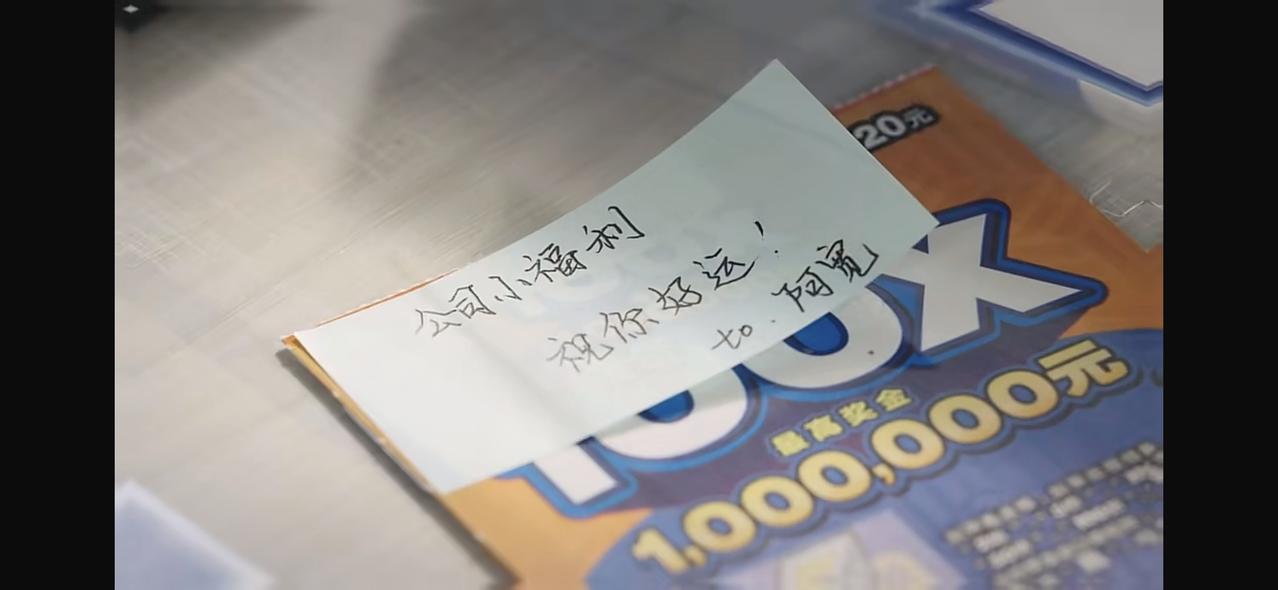 公司小福利
祝你好运！
to. 阿宽
20元
100X
最高奖金
1,000,000元